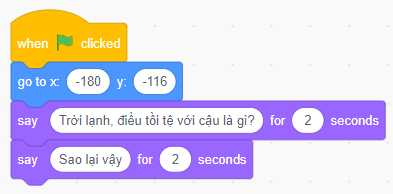 when clicked
go to x: -180 y: -116
say Trời lạnh, điều tồi tệ với cậu là gì? for 2 seconds
say Sao lại vậy for 2 seconds